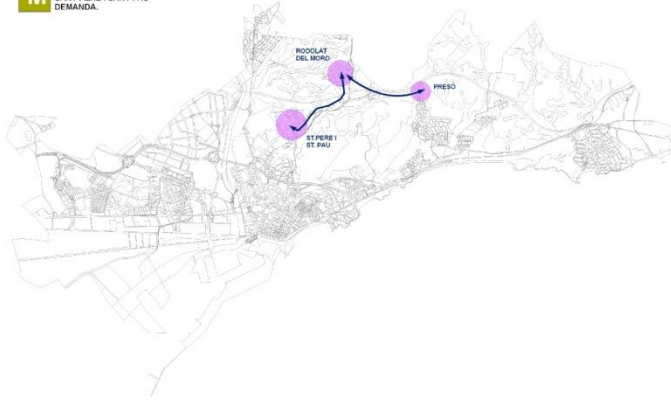 M
DEMANDA.
RODOLAT
DEL MORO
PRESÓ
ST.PERE I
ST. PAU